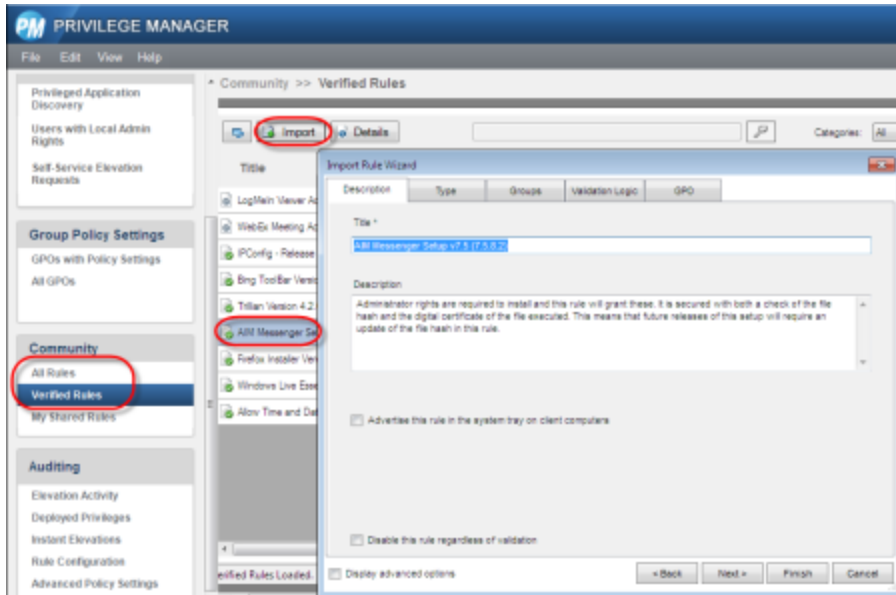 PM PRIVILEGE MANAGER
File Edit View Help
Privileged Application
Discovery
Users with Local Admin
Rights
Self-Service Elevation
Requests
Group Policy Settings
GPOs with Policy Settings
All GPOs
Community
All Rules
Verified Rules
My Shared Rules
Auditing
Elevation Activity
Deployed Privileges
Instant Elevations
Rule Configuration
Advanced Policy Settings
Community >> Verified Rules
Import Details
Categories: All
Title
LogMeIn Viewer Ac
WebEx Meeting Ac
IPConfig - Release
Bing ToolBar Versio
Trillian Version 4.2.
AIM Messenger Se
Firefox Installer Ver
Windows Live Esse
Allow Time and Dat
erified Rules Loaded.
Import Rule Wizard
Description Type Groups Validation Logic GPO
Title *
AIM Messenger Setup v7.5 (7.5.8.2)
Description
Administrator rights are required to install and this rule will grant these. It is secured with both a check of the file
hash and the digital certificate of the file executed. This means that future releases of this setup will require an
update of the file hash in this rule.
Advertise this rule in the system tray on client computers
Disable this rule regardless of validation
Display advanced options
< Back Next > Finish Cancel